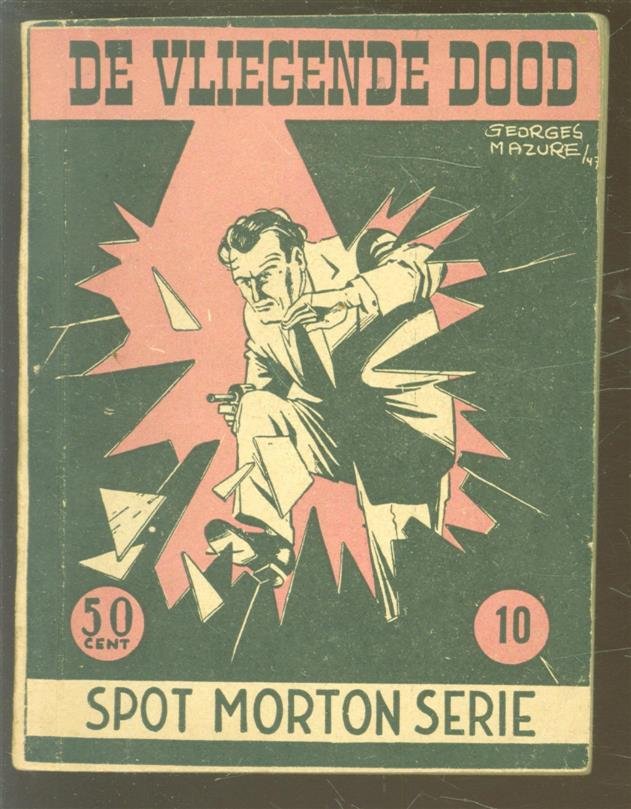 DE VLIEGENDE DOOD
GEORGES
MAZURE/47
50
CENT
10
SPOT MORTON SERIE